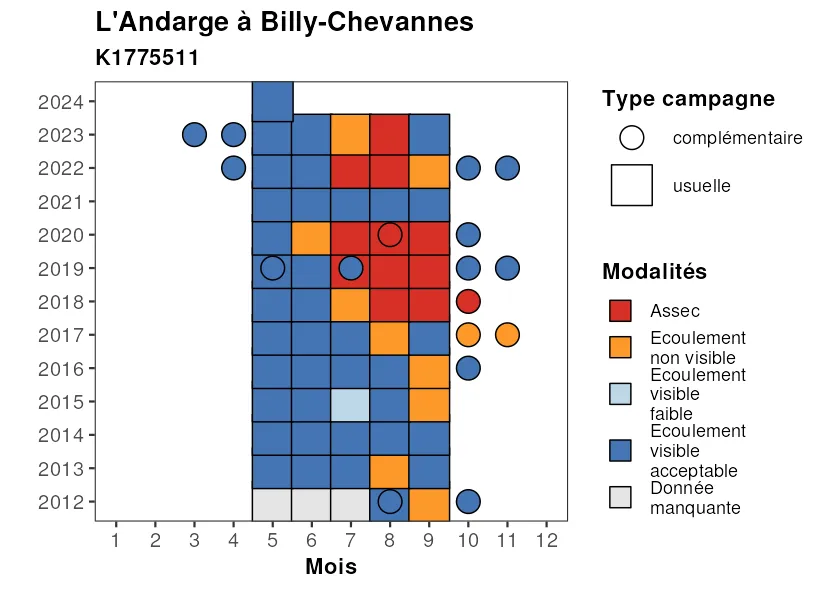 L'Andarge à Billy-Chevannes
K1775511
2024
2023
2022
2021
2020
2019
2018
2017
2016
2015
2014
2013
2012
1 2 3 4 5 6 7 8 9 10 11 12
Mois
Type campagne
complémentaire
usuelle
Modalités
Assec
Ecoulement
non visible
Ecoulement
visible
faible
Ecoulement
visible
acceptable
Donnée
manquante